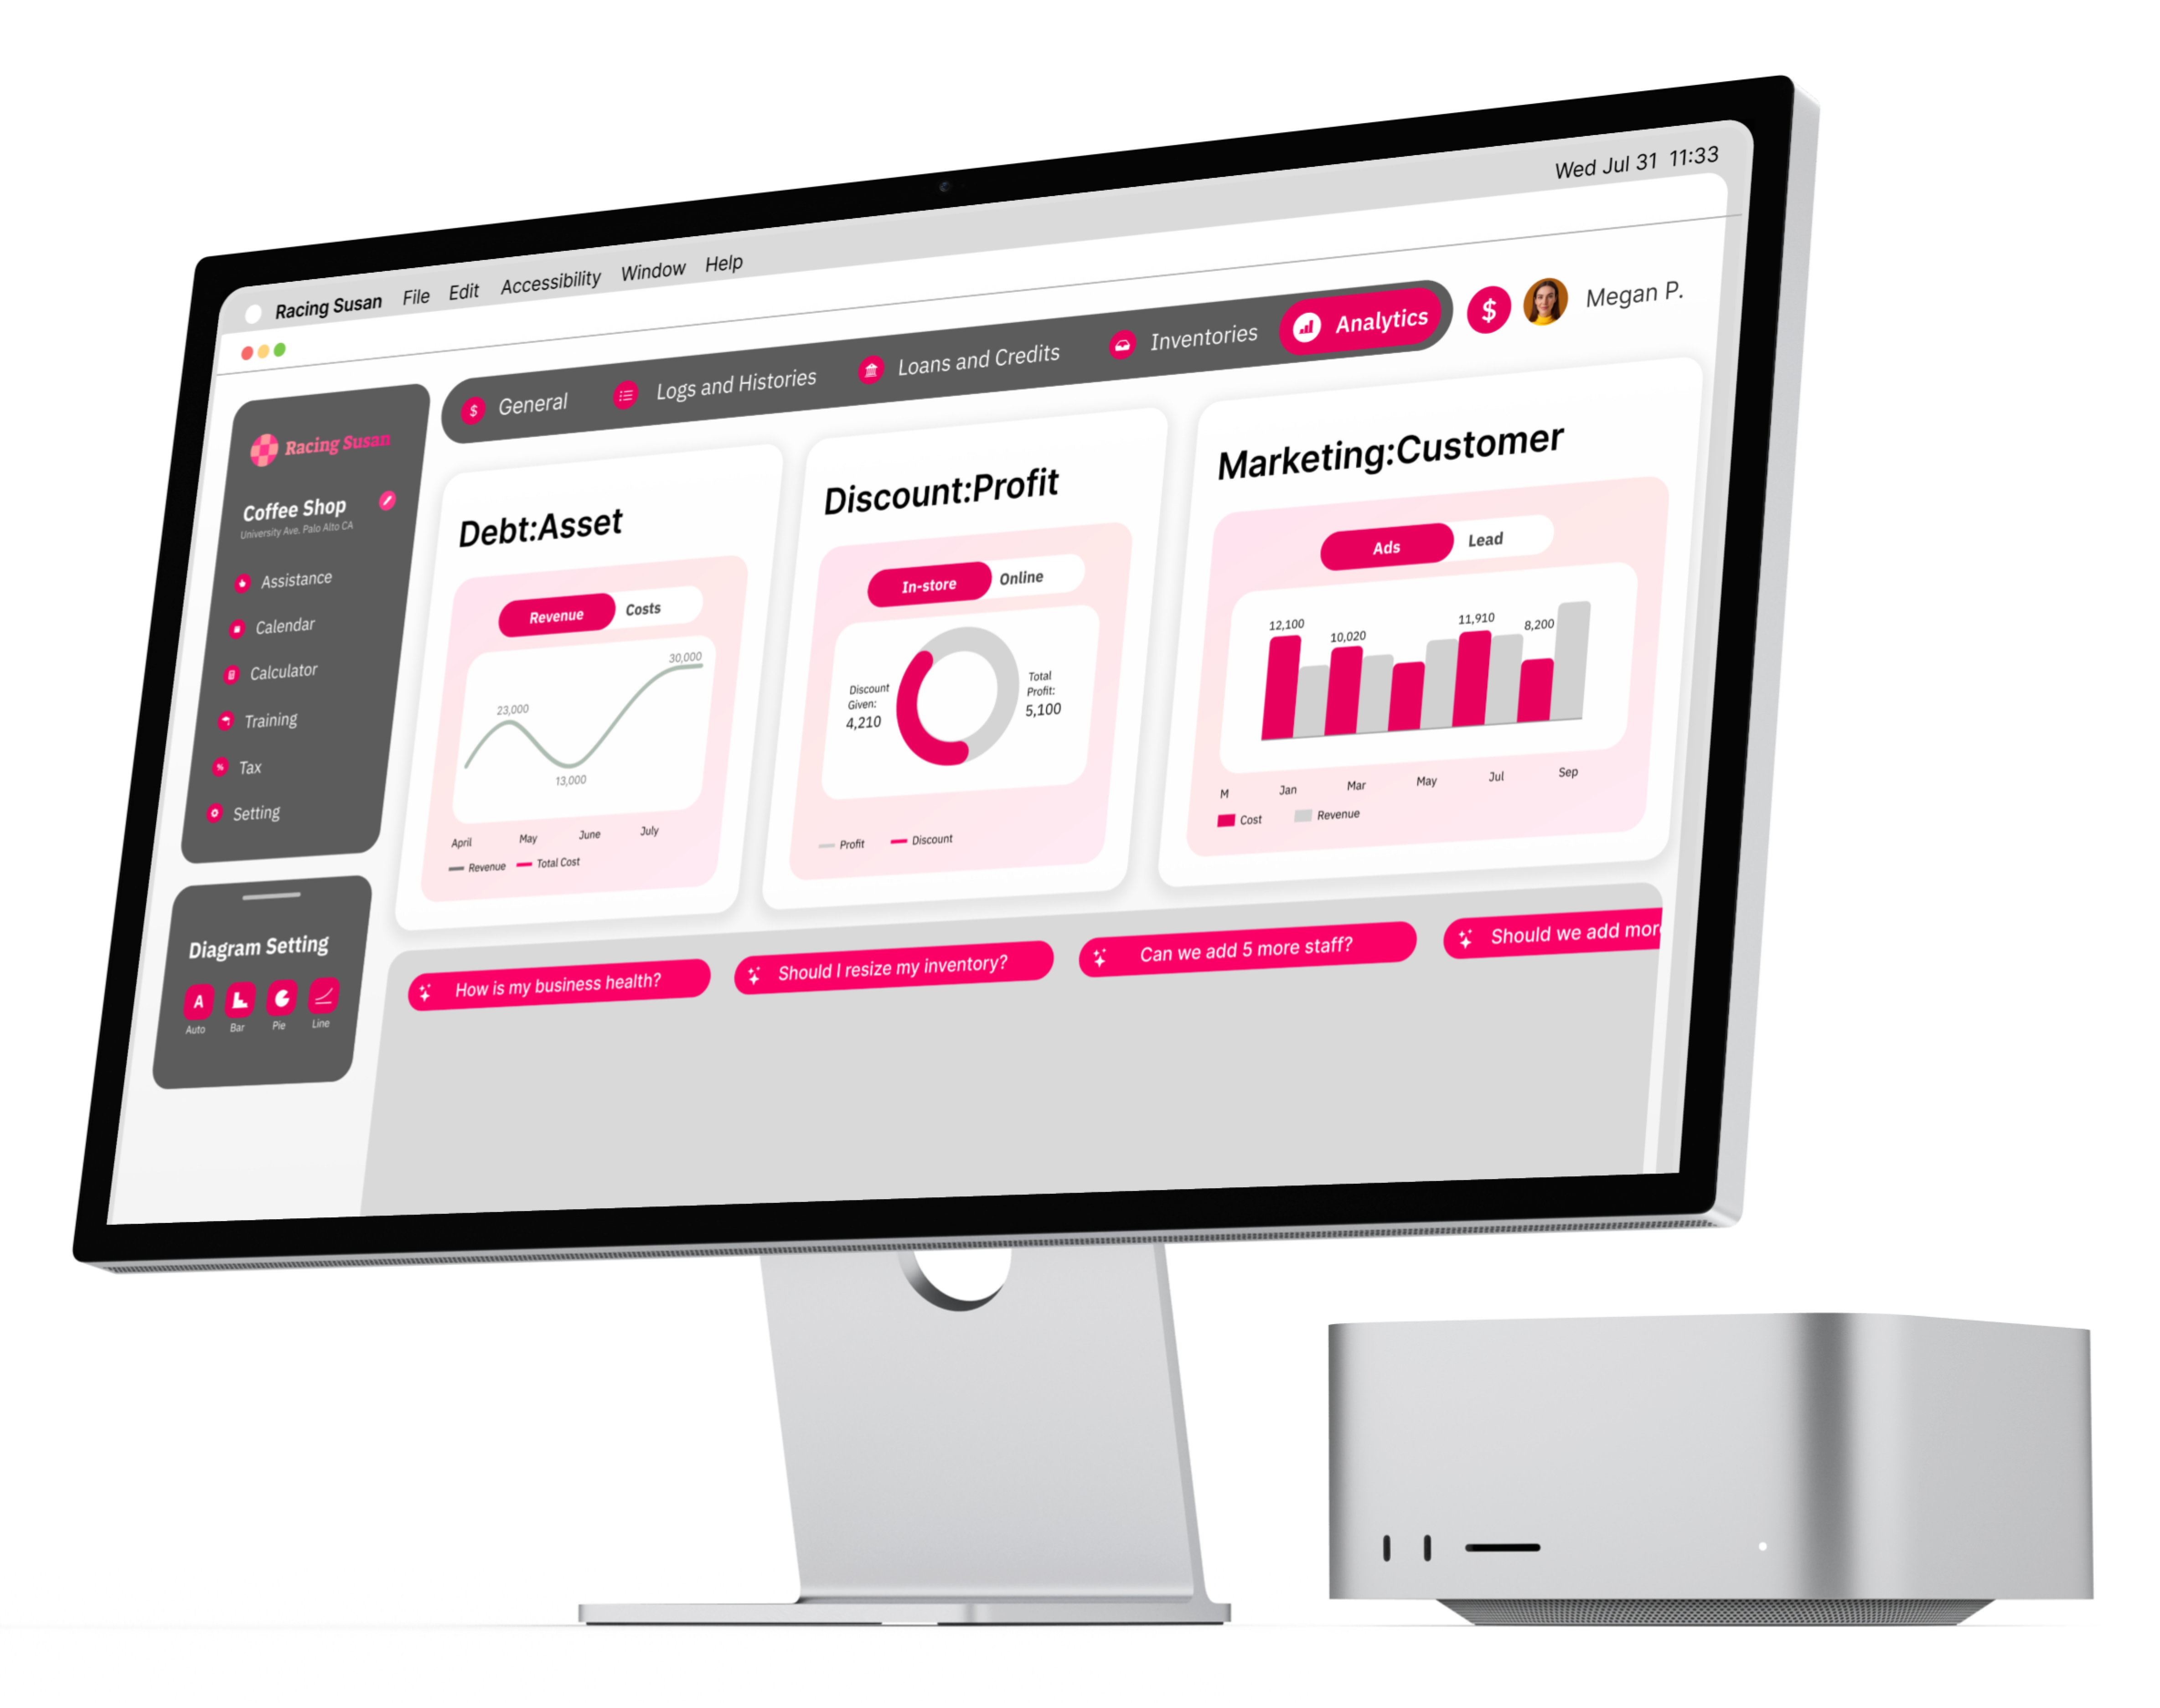 Wed Jul 31 11:33
Racing Susan File Edit Accessibility Window Help
$ General Logs and Histories Loans and Credits Inventories Analytics $ Megan P.
Racing Susan
Coffee Shop
University Ave. Palo Alto CA
Assistance
Calendar
Calculator
Training
% Tax
Setting
Diagram Setting
A
Auto Bar Pie Line
Debt:Asset
Revenue Costs
30,000
23,000
13,000
April May June July
Revenue Total Cost
Discount:Profit
In-store Online
Discount
Given:
4,210
Total
Profit:
5,100
Profit Discount
Marketing:Customer
Ads Lead
12,100 10,020 11,910 8,200
M Jan Mar May Jul Sep
Cost Revenue
How is my business health? Should I resize my inventory? Can we add 5 more staff? Should we add mor